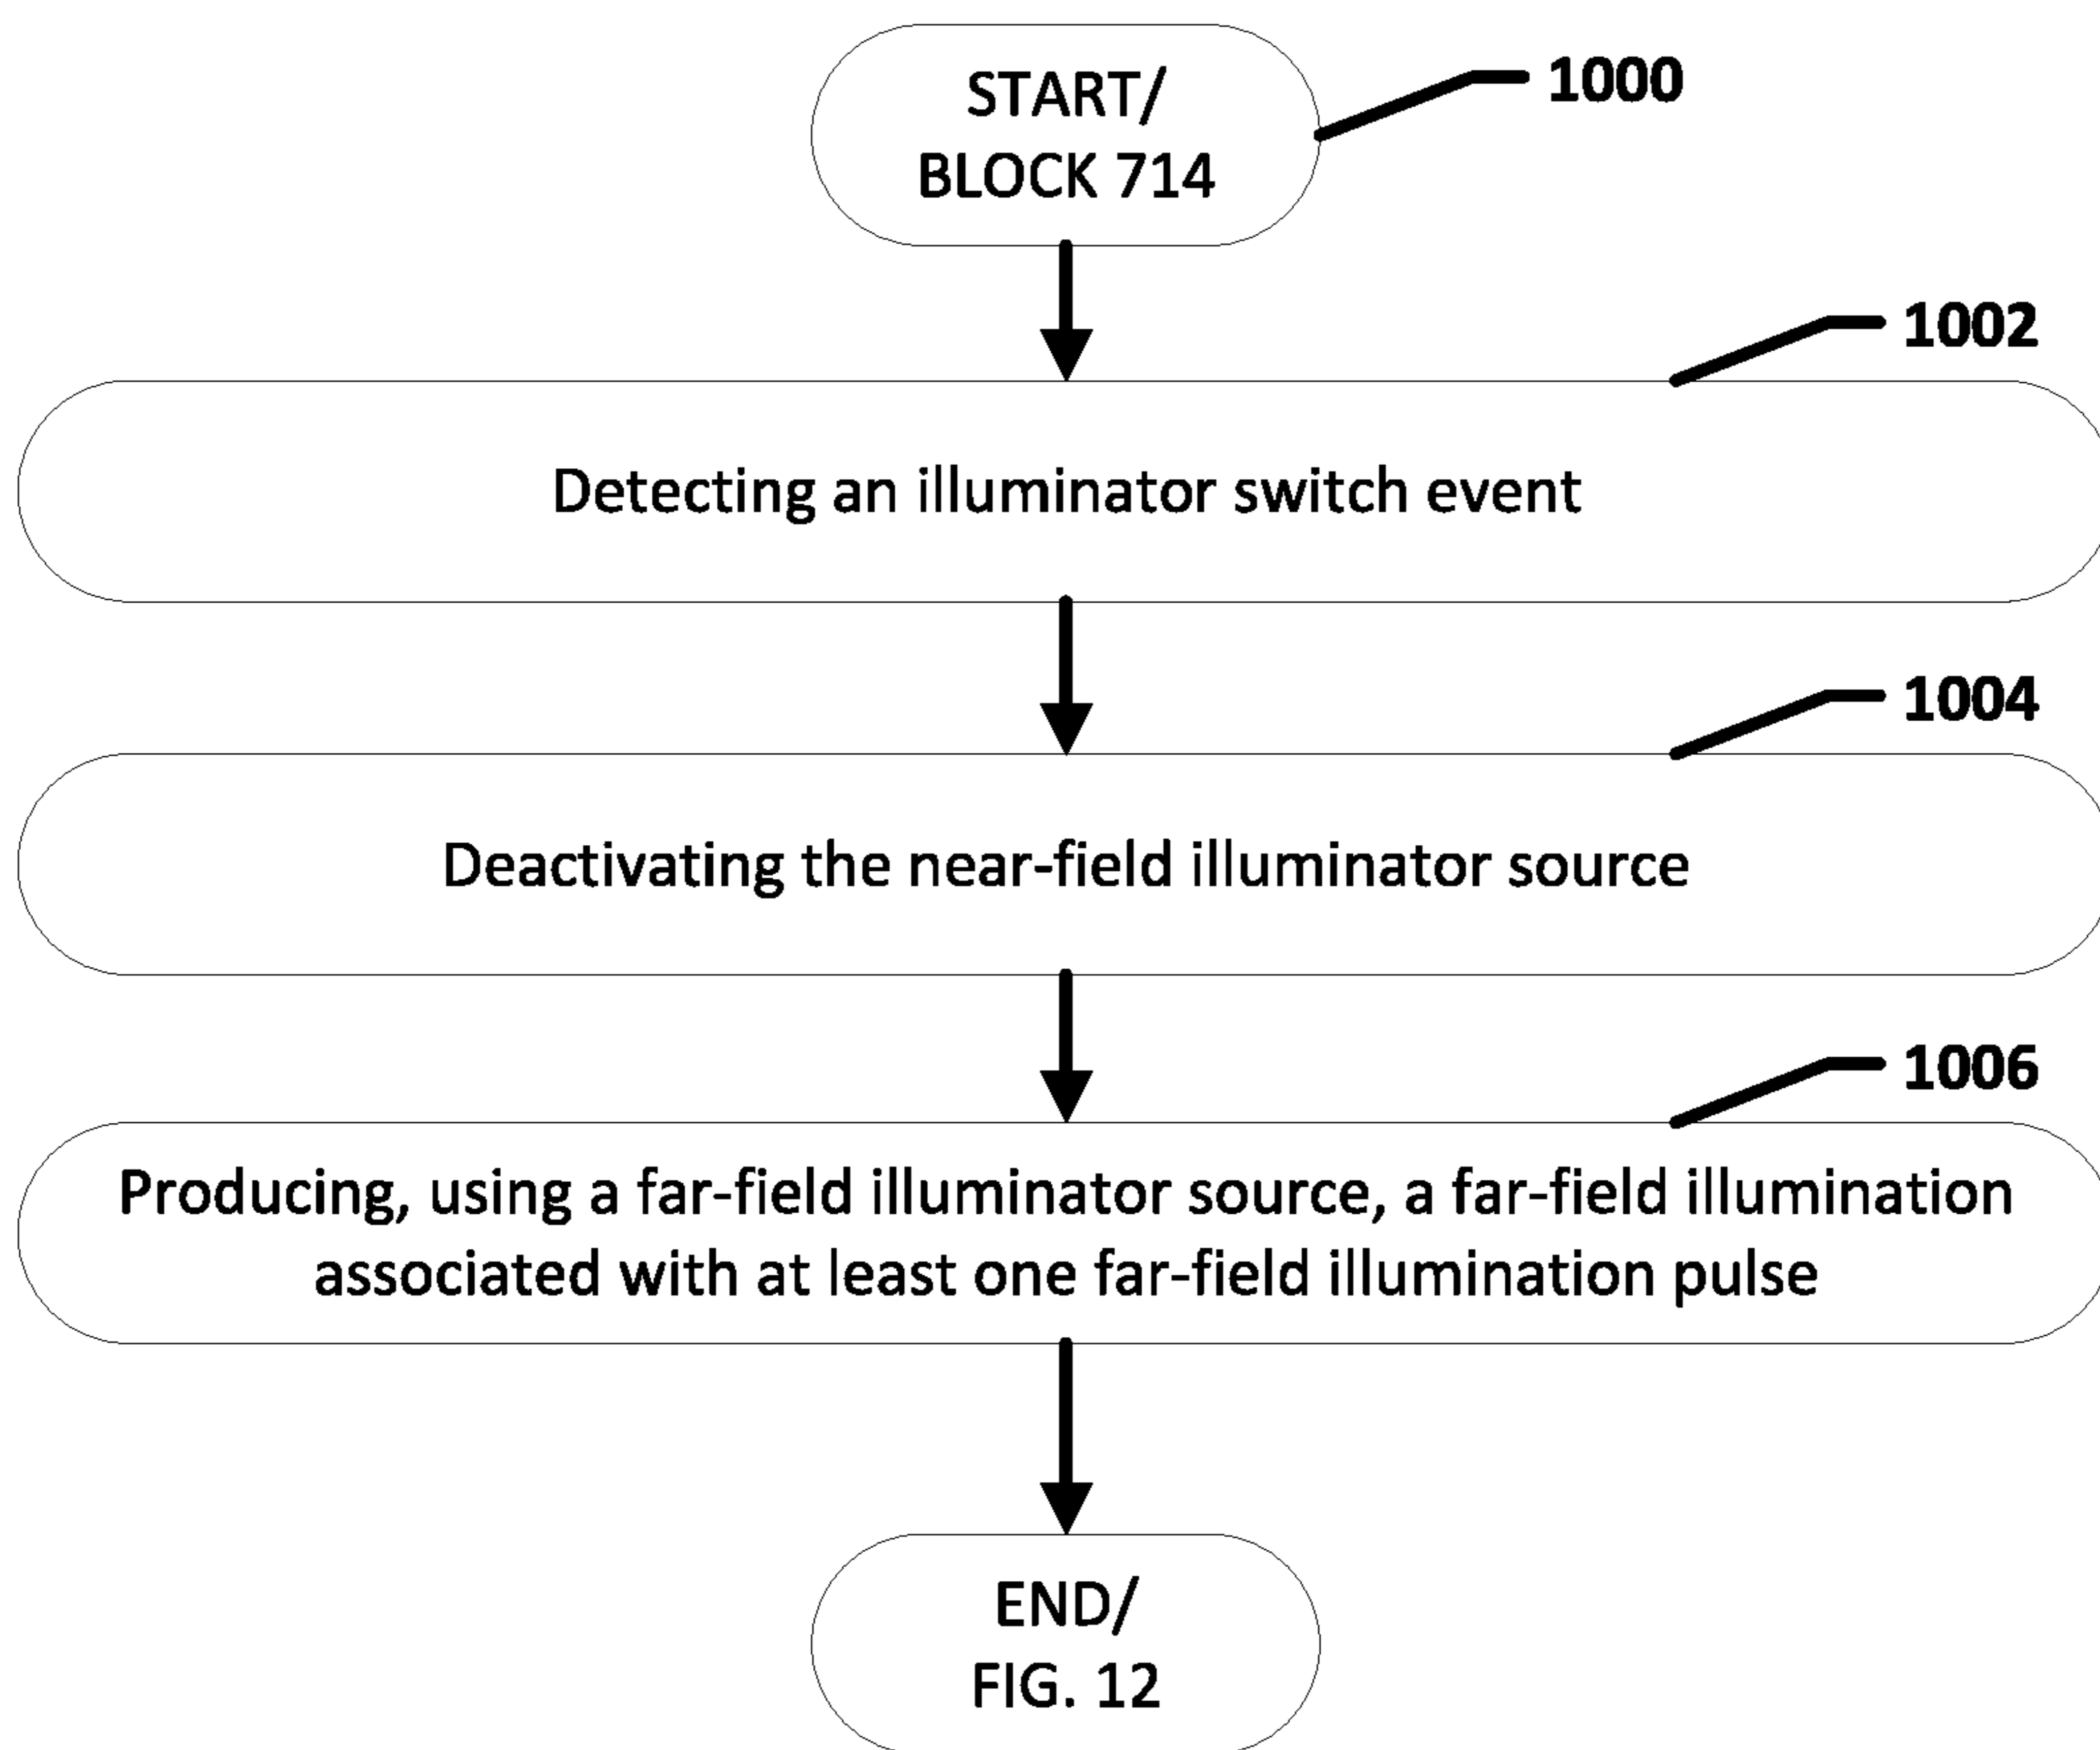 START/
BLOCK 714
1000
1002
Detecting an illuminator switch event
1004
Deactivating the near-field illuminator source
1006
Producing, using a far-field illuminator source, a far-field illumination
associated with at least one far-field illumination pulse
END/
FIG. 12